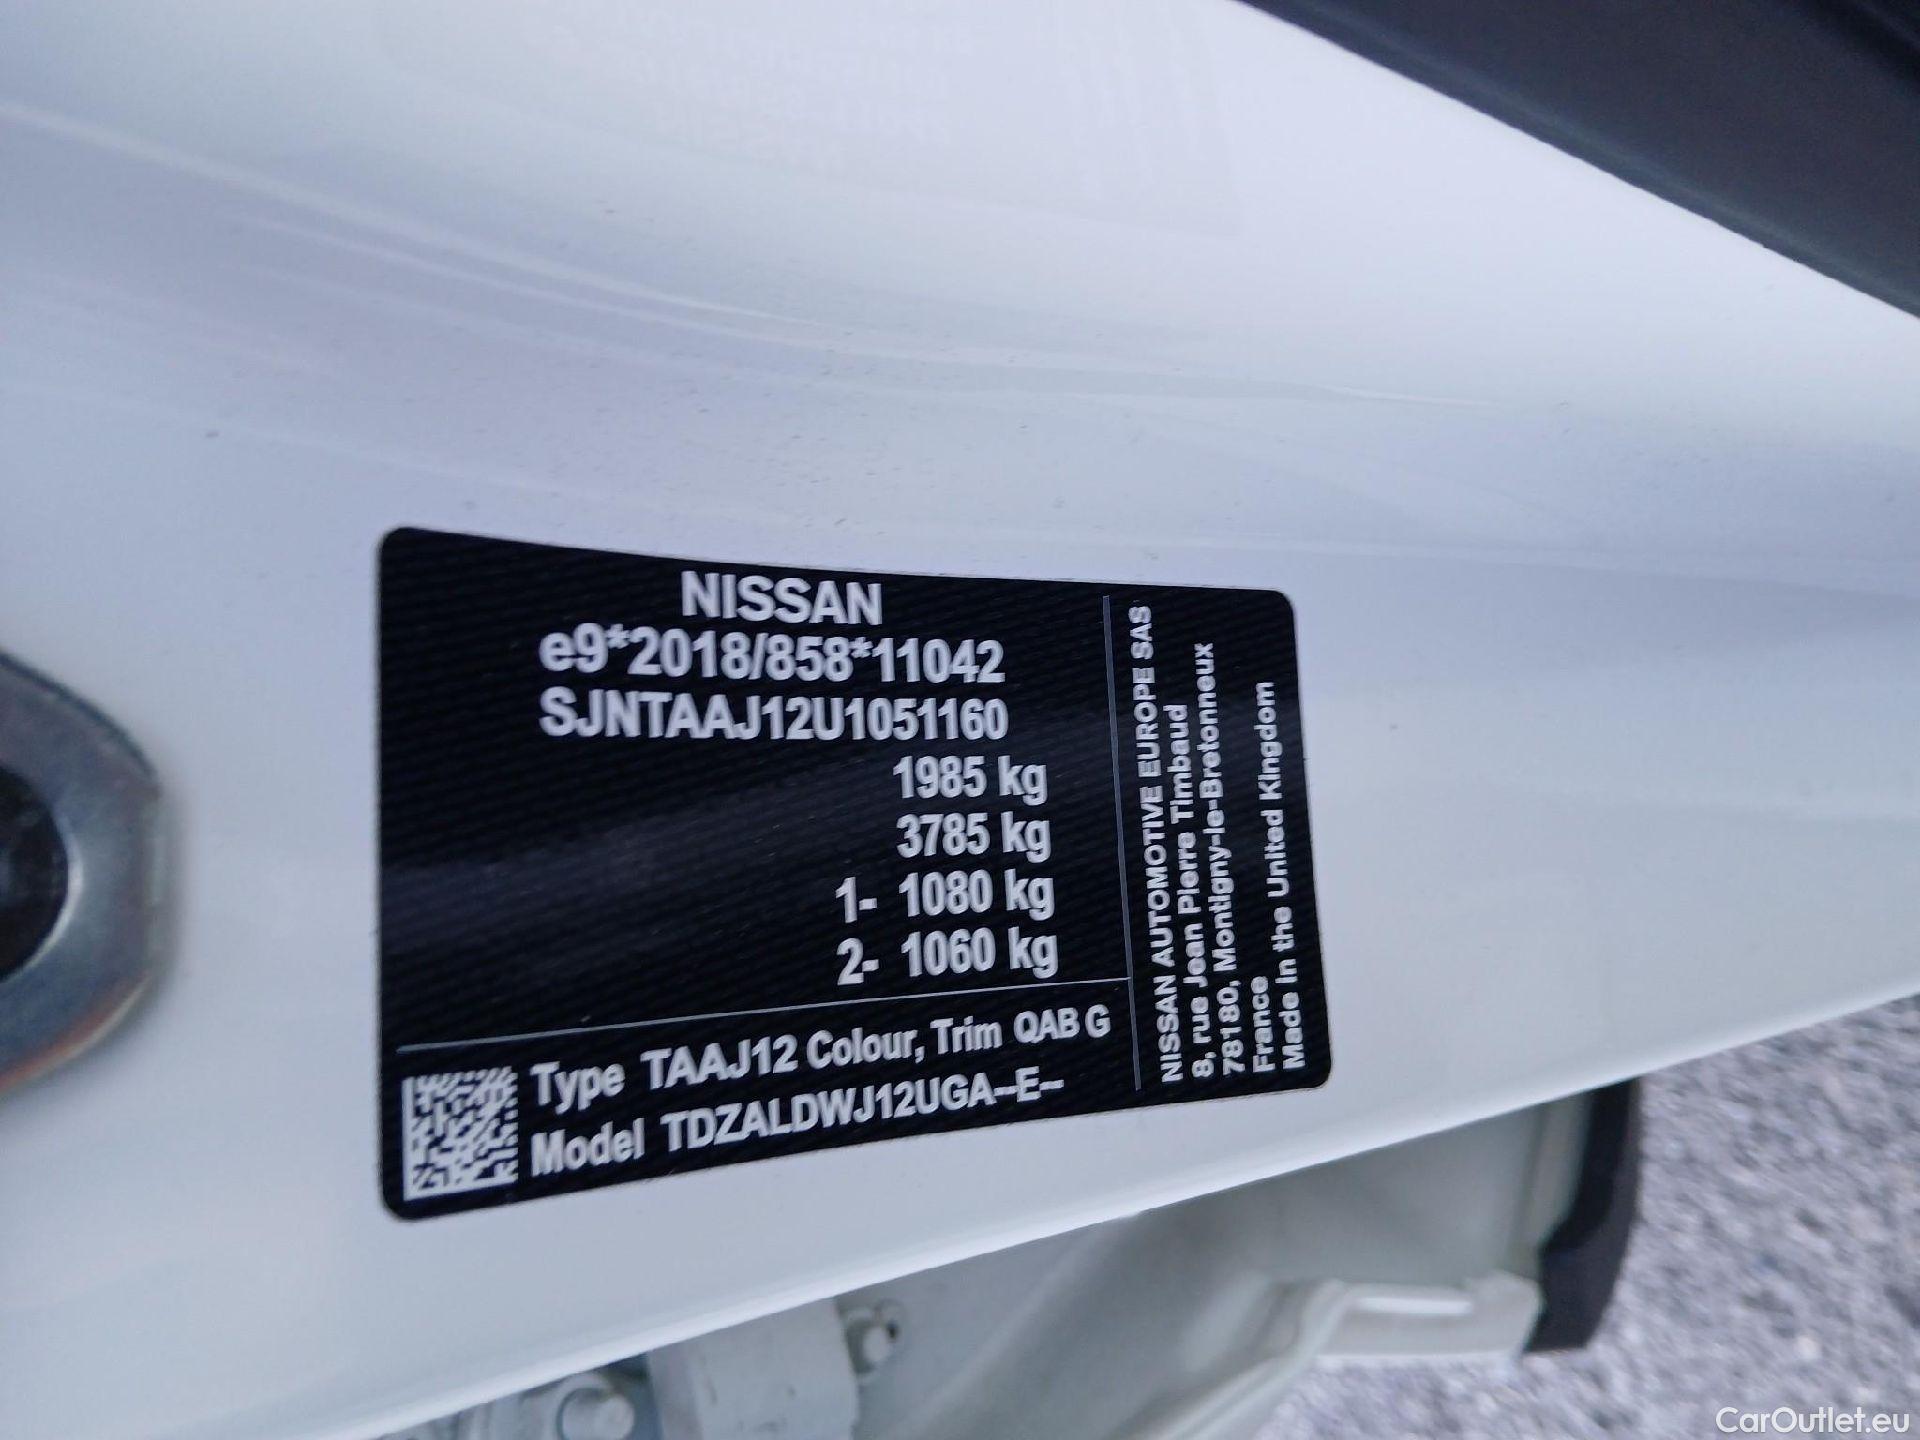 NISSAN
e9*2018/858*11042
SJNTAAJ12U1051160
1985 kg
3785 kg
1- 1080 kg
2- 1060 kg
Type TAAJ12 Colour, Trim QAB G
Model TDZALDWJ12UGA--E--
NISSAN AUTOMOTIVE EUROPE SAS
8, rue Jean Pierre Timbaud
78180, Montigny-le-Bretonneux
France
Made in the United Kingdom
CarOutlet.eu